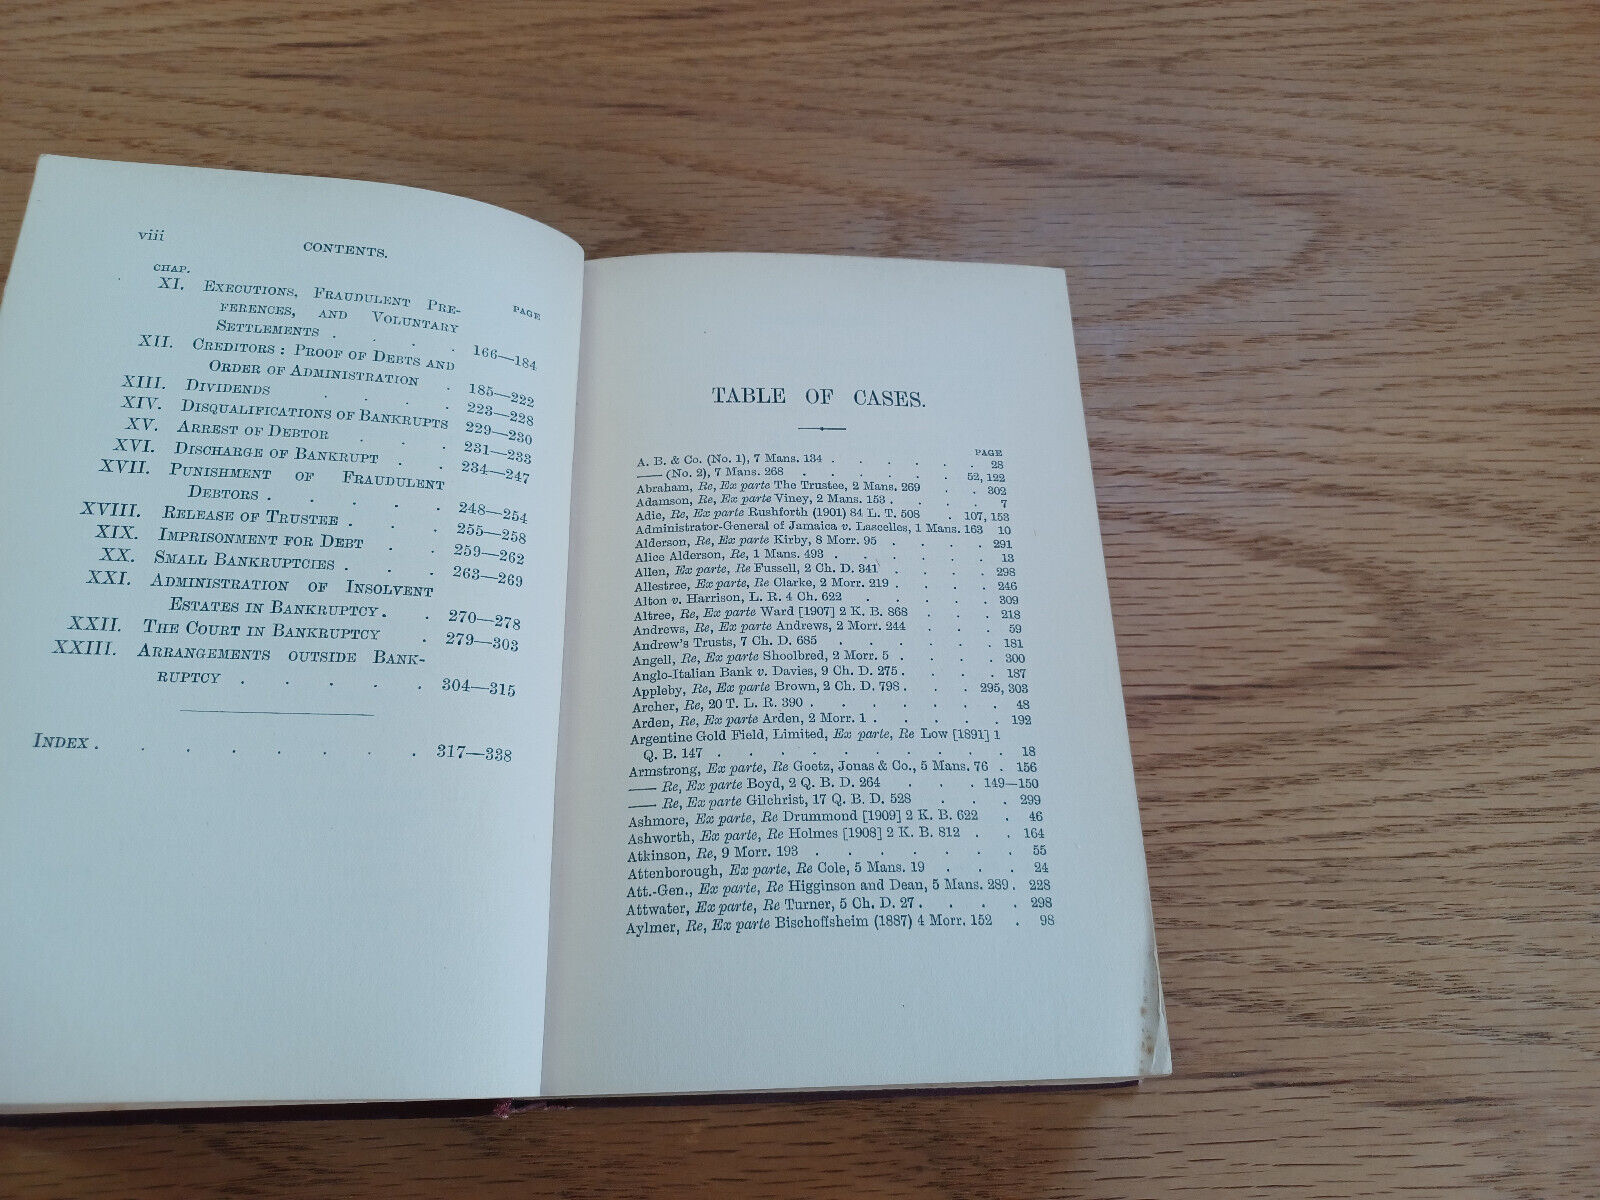 viii
CONTENTS.
CHAP.
PAGE
XI. EXECUTIONS, FRAUDULENT PRE-
FERENCES, AND VOLUNTARY
SETTLEMENTS . . . . 166—184
XII. CREDITORS: PROOF OF DEBTS AND
ORDER OF ADMINISTRATION . 185—222
XIII. DIVIDENDS . . . . 223—228
XIV. DISQUALIFICATIONS OF BANKRUPTS 229—230
XV. ARREST OF DEBTOR . . . 231—233
XVI. DISCHARGE OF BANKRUPT . . 234—247
XVII. PUNISHMENT OF FRAUDULENT
DEBTORS . . . . . 248—254
XVIII. RELEASE OF TRUSTEE . . . 255—258
XIX. IMPRISONMENT FOR DEBT . . 259—262
XX. SMALL BANKRUPTCIES . . . 263—269
XXI. ADMINISTRATION OF INSOLVENT
ESTATES IN BANKRUPTCY . . 270—278
XXII. THE COURT IN BANKRUPTCY . 279—303
XXIII. ARRANGEMENTS OUTSIDE BANK-
RUPTCY . . . . . 304—315
INDEX . . . . . . . . 317—338
TABLE OF CASES.
PAGE
A. B. & Co. (No. 1), 7 Mans. 134 . . . . . . 28
—— (No. 2), 7 Mans. 268 . . . . . 52, 122
Abraham, Re, Ex parte The Trustee, 2 Mans. 269 . . 302
Adamson, Re, Ex parte Viney, 2 Mans. 153 . . . 7
Adie, Re, Ex parte Rushforth (1901) 84 L. T. 508 . 107, 153
Administrator-General of Jamaica v. Lascelles, 1 Mans. 163 10
Alderson, Re, Ex parte Kirby, 8 Morr. 95 . . . . 291
Alice Alderson, Re, 1 Mans. 493 . . . . . 13
Allen, Ex parte, Re Fussell, 2 Ch. D. 341 . . . . 298
Allestree, Ex parte, Re Clarke, 2 Morr. 219 . . . . 246
Alton v. Harrison, L. R. 4 Ch. 622 . . . . . 309
Altree, Re, Ex parte Ward [1907] 2 K. B. 868 . . . 218
Andrews, Re, Ex parte Andrews, 2 Morr. 244 . . . 59
Andrew's Trusts, 7 Ch. D. 685 . . . . . 181
Angell, Re, Ex parte Shoolbred, 2 Morr. 5 . . . . 300
Anglo-Italian Bank v. Davies, 9 Ch. D. 275 . . . . 187
Appleby, Re, Ex parte Brown, 2 Ch. D. 798 . . . 295, 303
Archer, Re, 20 T. L. R. 390 . . . . . . . 48
Arden, Re, Ex parte Arden, 2 Morr. 1 . . . . . 192
Argentine Gold Field, Limited, Ex parte, Re Low [1891] 1
Q. B. 147 . . . . . . . . . . 18
Armstrong, Ex parte, Re Goetz, Jonas & Co., 5 Mans. 76 . 156
—— Re, Ex parte Boyd, 2 Q. B. D. 264 . . . 149—150
—— Re, Ex parte Gilchrist, 17 Q. B. D. 528 . . . 299
Ashmore, Ex parte, Re Drummond [1909] 2 K. B. 622 . 46
Ashworth, Ex parte, Re Holmes [1908] 2 K. B. 812 . . 164
Atkinson, Re, 9 Morr. 193 . . . . . . . 55
Attenborough, Ex parte, Re Cole, 5 Mans. 19 . . . 24
Att.-Gen., Ex parte, Re Higginson and Dean, 5 Mans. 289 . 228
Attwater, Ex parte, Re Turner, 5 Ch. D. 27 . . . . 298
Aylmer, Re, Ex parte Bischoffsheim (1887) 4 Morr. 152 . 98